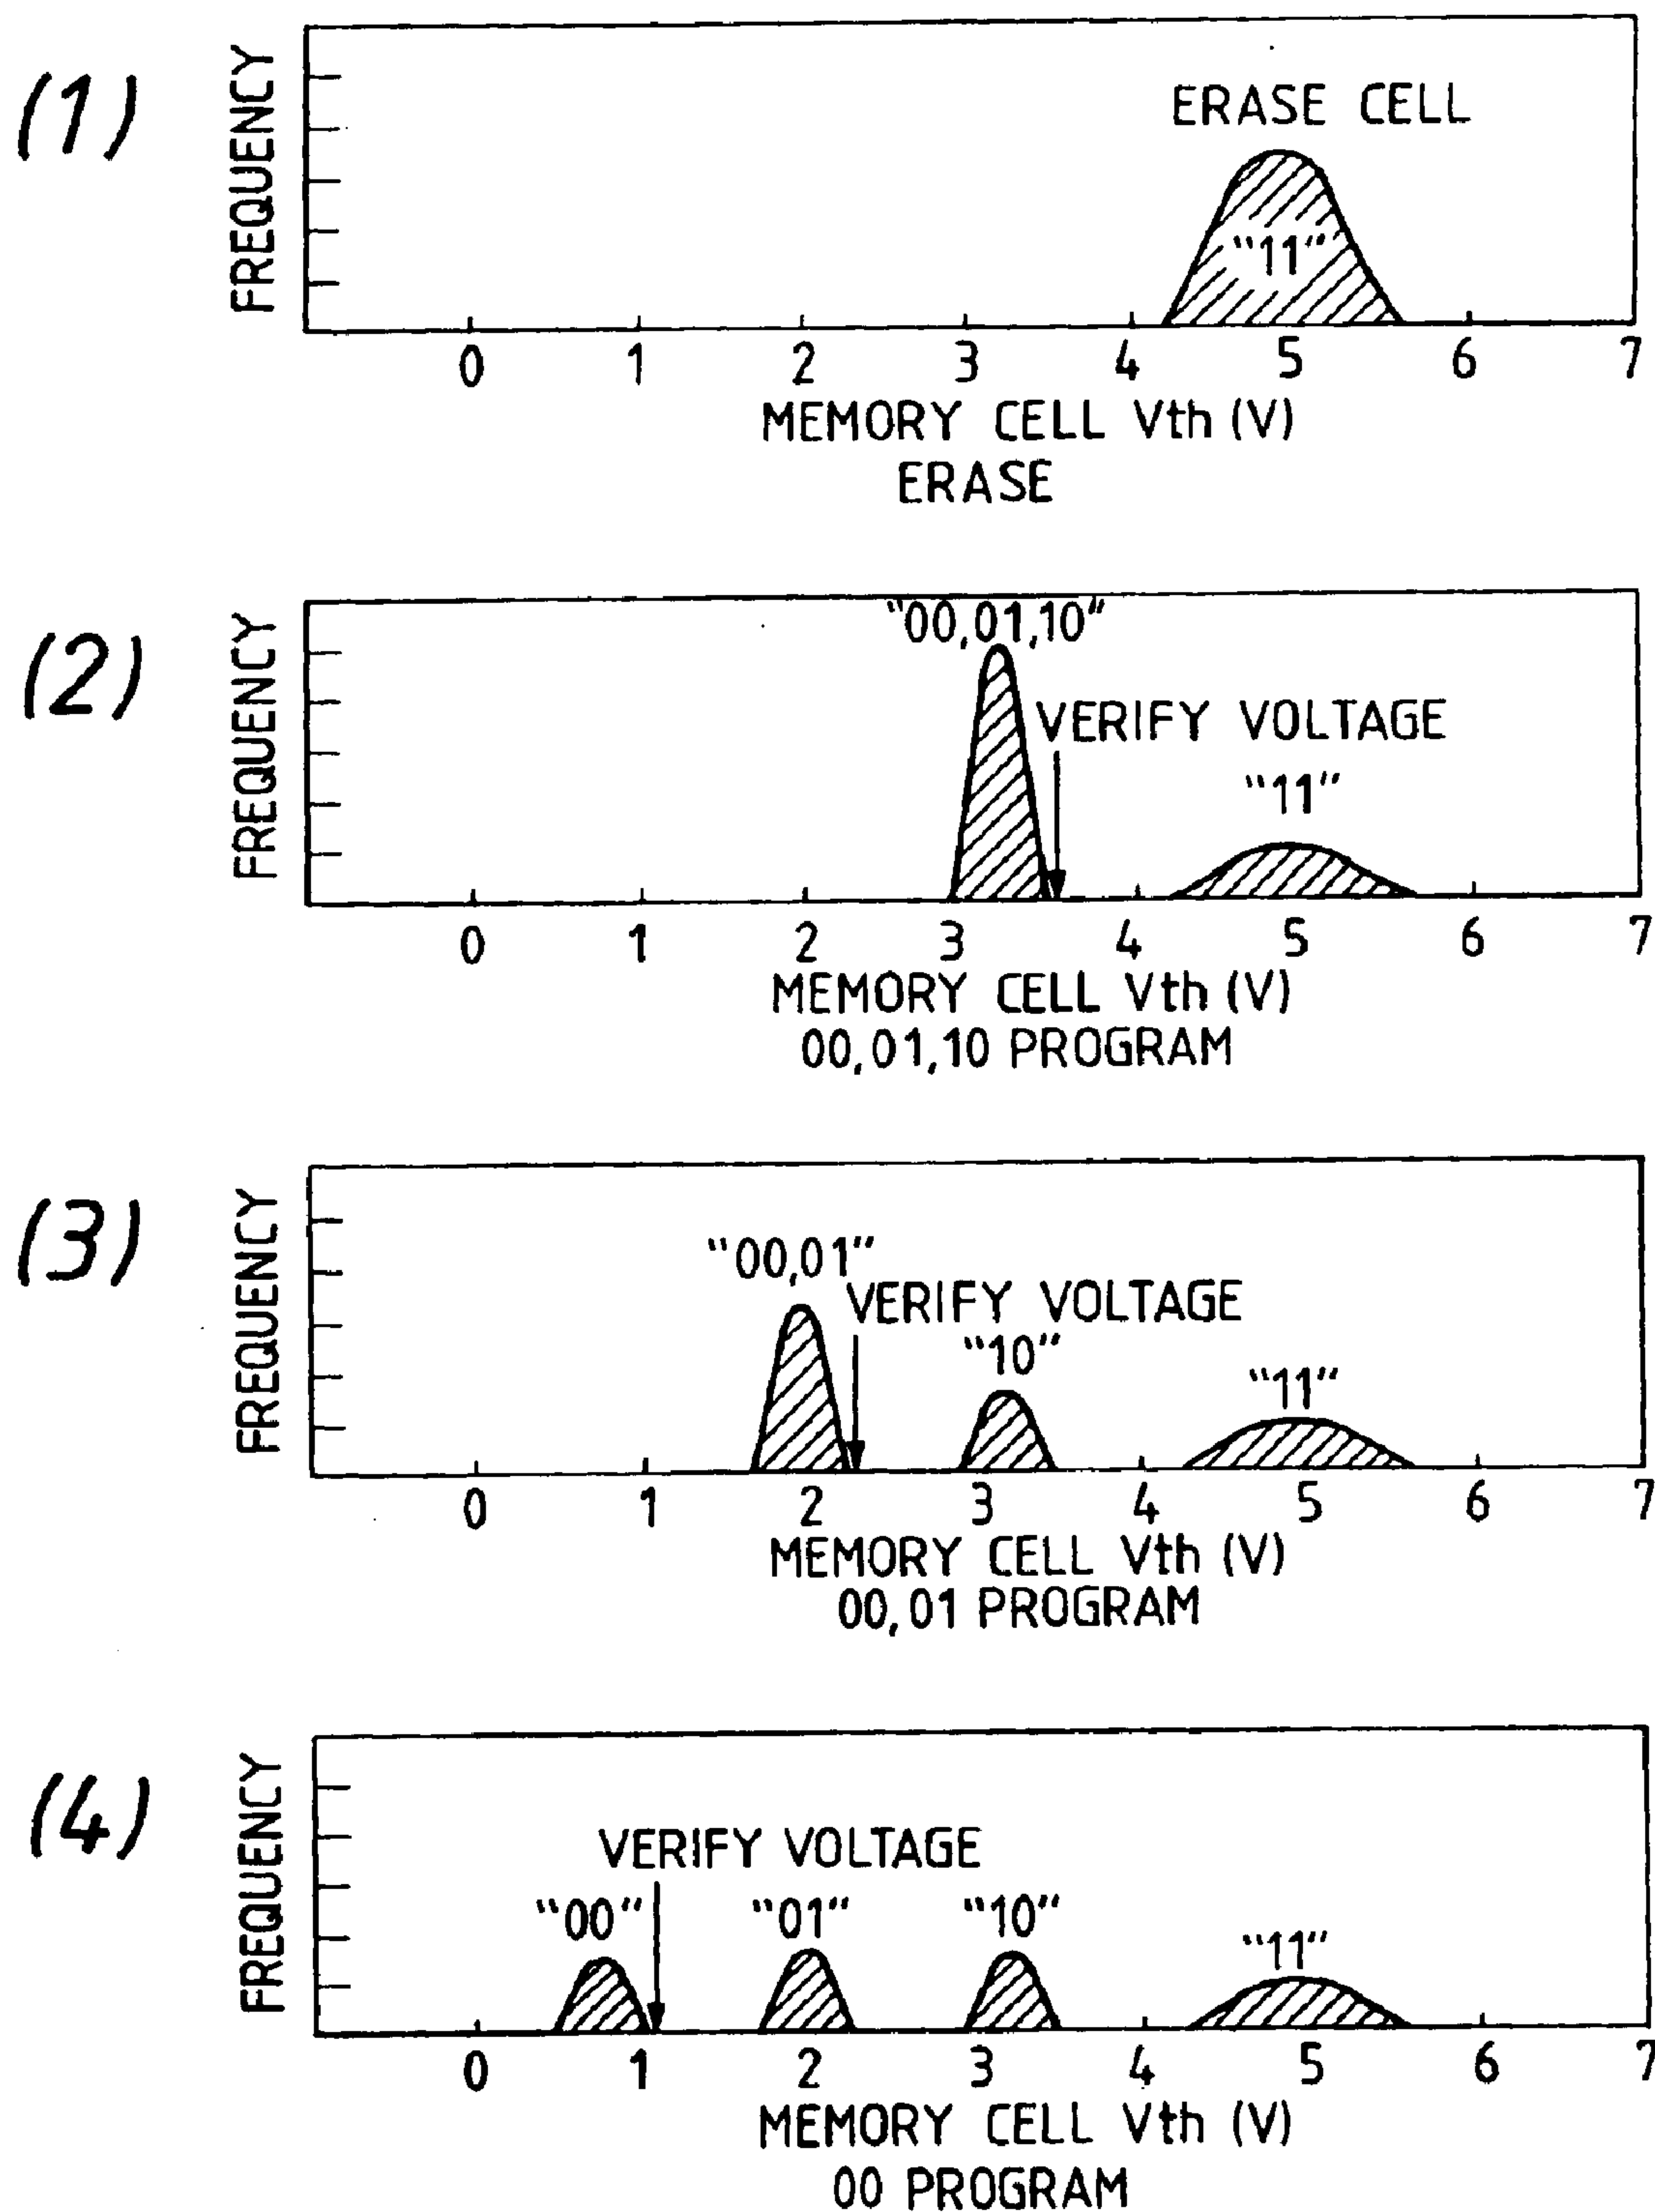 (1)
FREQUENCY
ERASE CELL
"11"
0 1 2 3 4 5 6 7
MEMORY CELL Vth (V)
ERASE
(2)
FREQUENCY
"00,01,10"
VERIFY VOLTAGE
"11"
0 1 2 3 4 5 6 7
MEMORY CELL Vth (V)
00,01,10 PROGRAM
(3)
FREQUENCY
"00,01"
VERIFY VOLTAGE
"10"
"11"
0 1 2 3 4 5 6 7
MEMORY CELL Vth (V)
00,01 PROGRAM
(4)
FREQUENCY
VERIFY VOLTAGE
"00" "01" "10" "11"
0 1 2 3 4 5 6 7
MEMORY CELL Vth (V)
00 PROGRAM